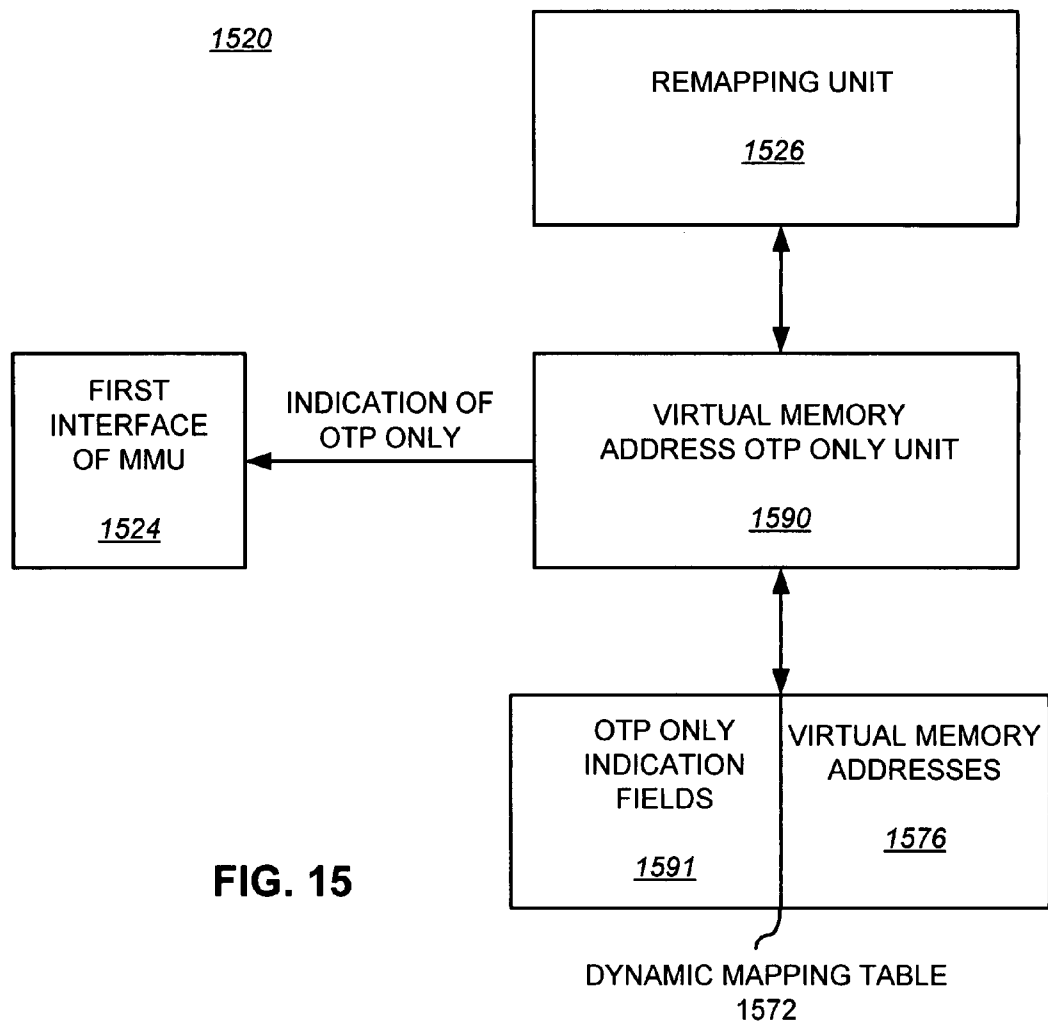 1520
REMAPPING UNIT
1526
FIRST
INTERFACE
OF MMU
1524
INDICATION OF
OTP ONLY
VIRTUAL MEMORY
ADDRESS OTP ONLY UNIT
1590
OTP ONLY
INDICATION
FIELDS
1591
VIRTUAL MEMORY
ADDRESSES
1576
FIG. 15
DYNAMIC MAPPING TABLE
1572